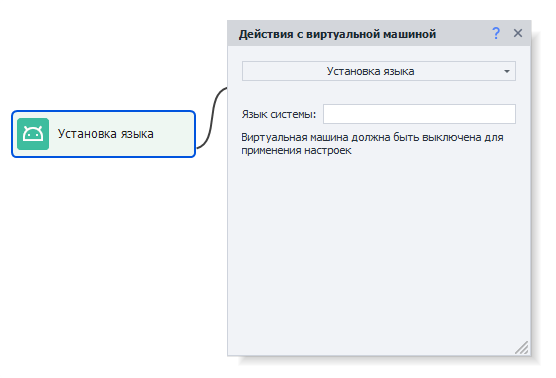 Действия с виртуальной машиной ?
Установка языка
Установка языка
Язык системы:
Виртуальная машина должна быть выключена для
применения настроек